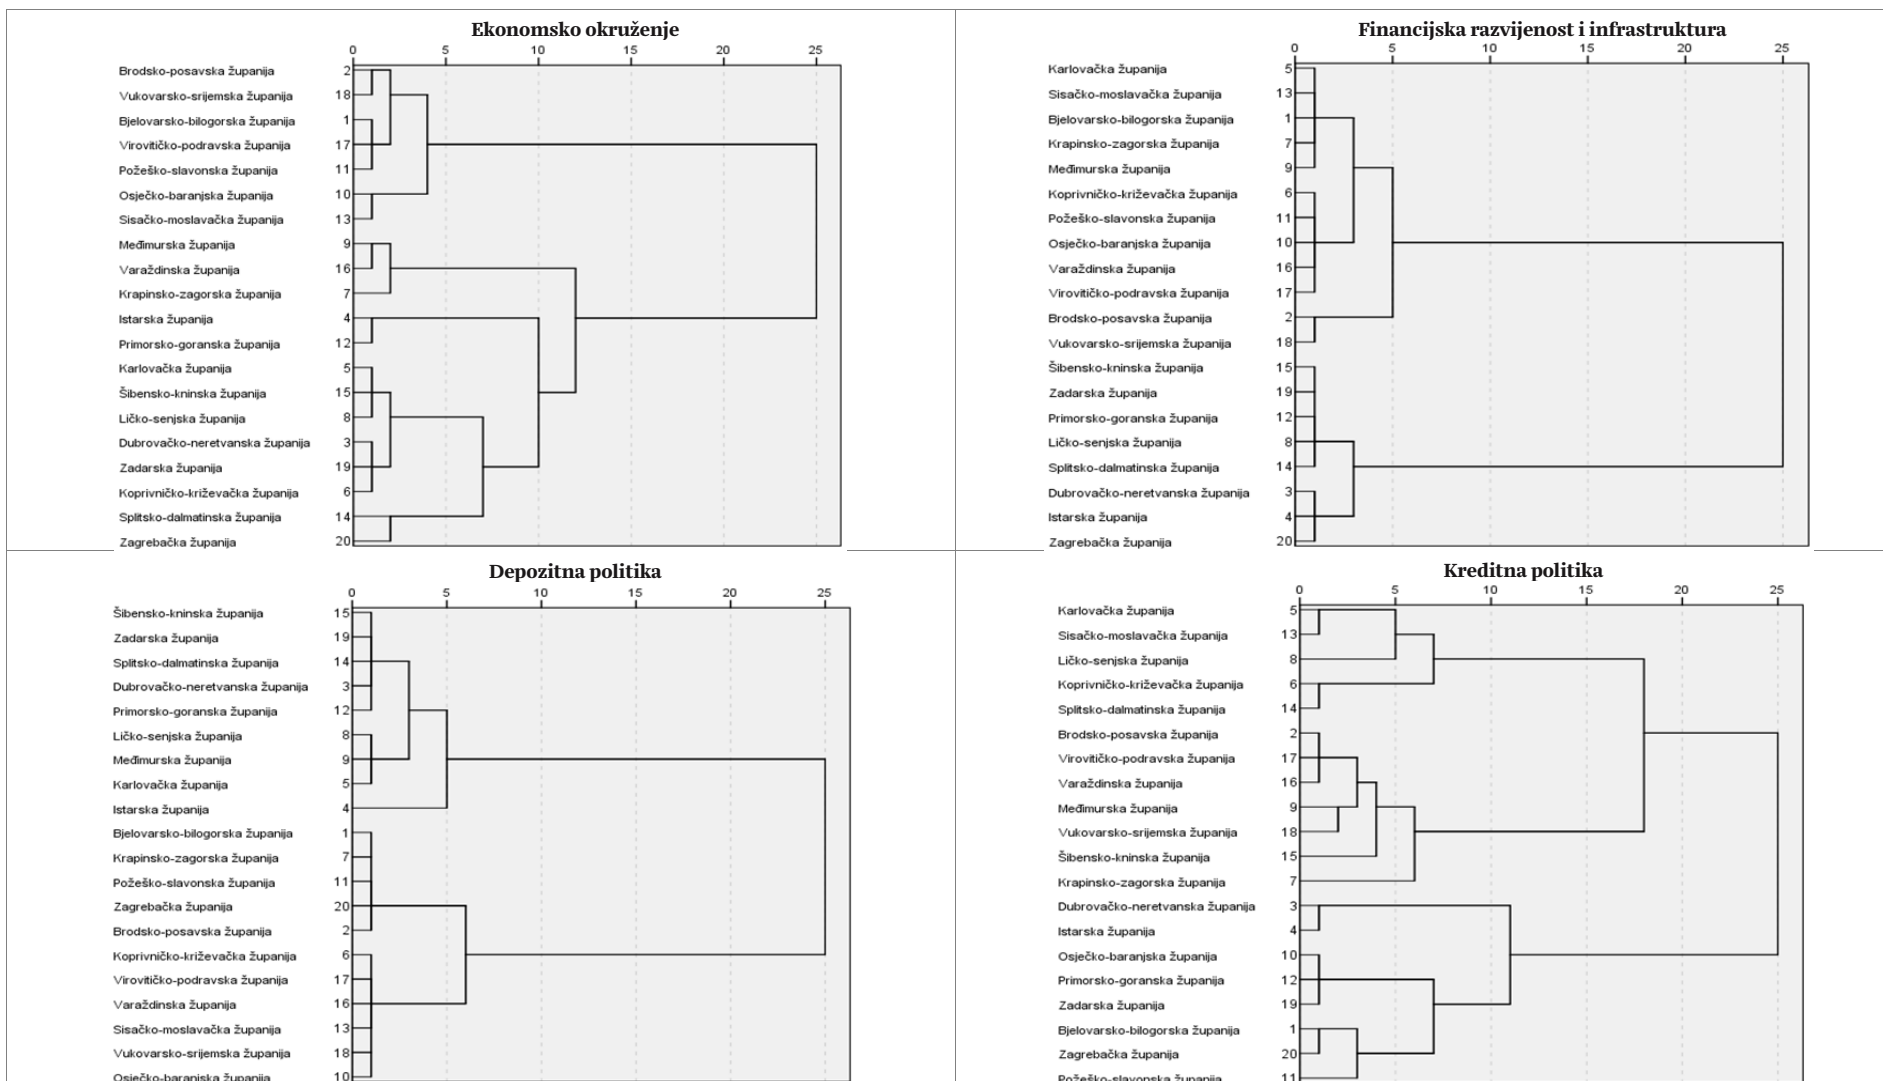 Ekonomsko okruženje
0 5 10 15 20 25
Brodsko-posavska županija 2
Vukovarsko-srijemska županija 18
Bjelovarsko-bilogorska županija 1
Virovitičko-podravska županija 17
Požeško-slavonska županija 11
Osječko-baranjska županija 10
Sisačko-moslavačka županija 13
Međimurska županija 9
Varaždinska županija 16
Krapinsko-zagorska županija 7
Istarska županija 4
Primorsko-goranska županija 12
Karlovačka županija 5
Šibensko-kninska županija 15
Ličko-senjska županija 8
Dubrovačko-neretvanska županija 3
Zadarska županija 19
Koprivničko-križevačka županija 6
Splitsko-dalmatinska županija 14
Zagrebačka županija 20
Financijska razvijenost i infrastruktura
0 5 10 15 20 25
Karlovačka županija 5
Sisačko-moslavačka županija 13
Bjelovarsko-bilogorska županija 1
Krapinsko-zagorska županija 7
Međimurska županija 9
Koprivničko-križevačka županija 6
Požeško-slavonska županija 11
Osječko-baranjska županija 10
Varaždinska županija 16
Virovitičko-podravska županija 17
Brodsko-posavska županija 2
Vukovarsko-srijemska županija 18
Šibensko-kninska županija 15
Zadarska županija 19
Primorsko-goranska županija 12
Ličko-senjska županija 8
Splitsko-dalmatinska županija 14
Dubrovačko-neretvanska županija 3
Istarska županija 4
Zagrebačka županija 20
Depozitna politika
0 5 10 15 20 25
Šibensko-kninska županija 15
Zadarska županija 19
Splitsko-dalmatinska županija 14
Dubrovačko-neretvanska županija 3
Primorsko-goranska županija 12
Ličko-senjska županija 8
Međimurska županija 9
Karlovačka županija 5
Istarska županija 4
Bjelovarsko-bilogorska županija 1
Krapinsko-zagorska županija 7
Požeško-slavonska županija 11
Zagrebačka županija 20
Brodsko-posavska županija 2
Koprivničko-križevačka županija 6
Virovitičko-podravska županija 17
Varaždinska županija 16
Sisačko-moslavačka županija 13
Vukovarsko-srijemska županija 18
Osječko-baranjska županija 10
Kreditna politika
0 5 10 15 20 25
Karlovačka županija 5
Sisačko-moslavačka županija 13
Ličko-senjska županija 8
Koprivničko-križevačka županija 6
Splitsko-dalmatinska županija 14
Brodsko-posavska županija 2
Virovitičko-podravska županija 17
Varaždinska županija 16
Međimurska županija 9
Vukovarsko-srijemska županija 18
Šibensko-kninska županija 15
Krapinsko-zagorska županija 7
Dubrovačko-neretvanska županija 3
Istarska županija 4
Osječko-baranjska županija 10
Primorsko-goranska županija 12
Zadarska županija 19
Bjelovarsko-bilogorska županija 1
Zagrebačka županija 20
Požeško-slavonska županija 11